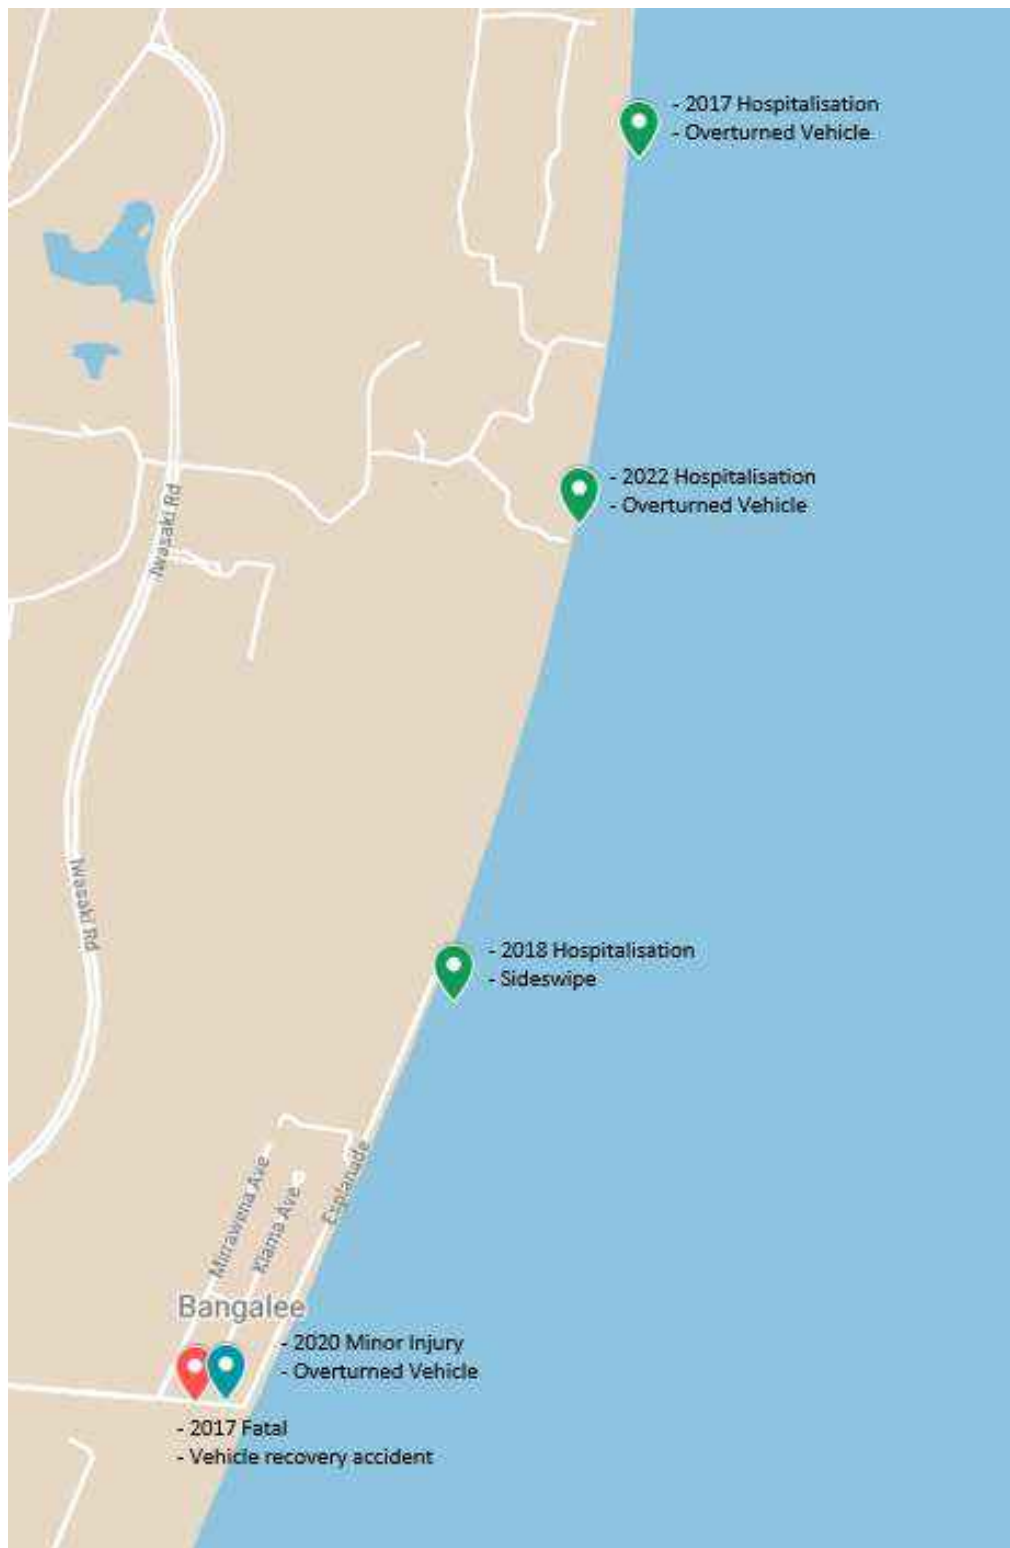 - 2017 Hospitalisation
- Overturned Vehicle
- 2022 Hospitalisation
- Overturned Vehicle
Iwasaki Rd
Iwasaki Rd
- 2018 Hospitalisation
- Sideswipe
Mirrawena Ave
Kiama Ave
Esplanade
Bangalee
- 2020 Minor Injury
- Overturned Vehicle
- 2017 Fatal
- Vehicle recovery accident